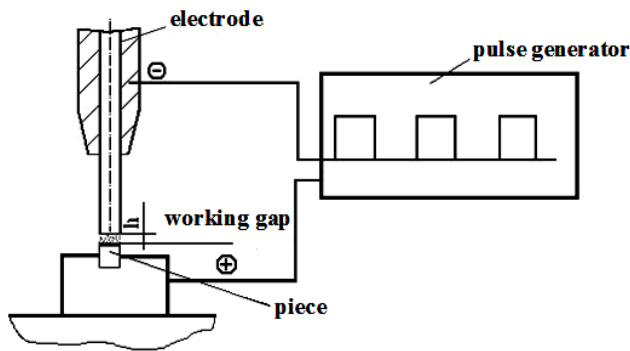 electrode
pulse generator
⊖
h
working gap
⊕
piece